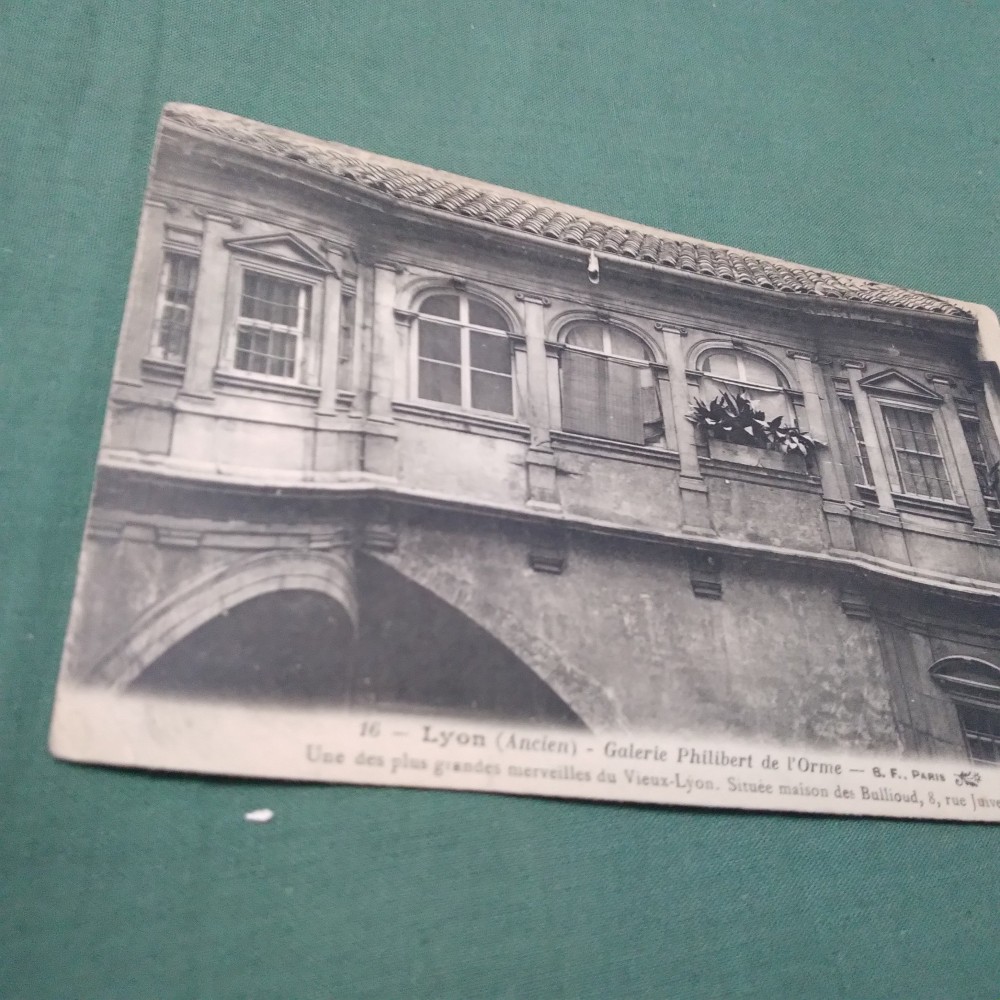 16 — Lyon (Ancien) - Galerie Philibert de l'Orme — B. F., PARIS
Une des plus grandes merveilles du Vieux-Lyon. Située maison des Bullioud, 8, rue